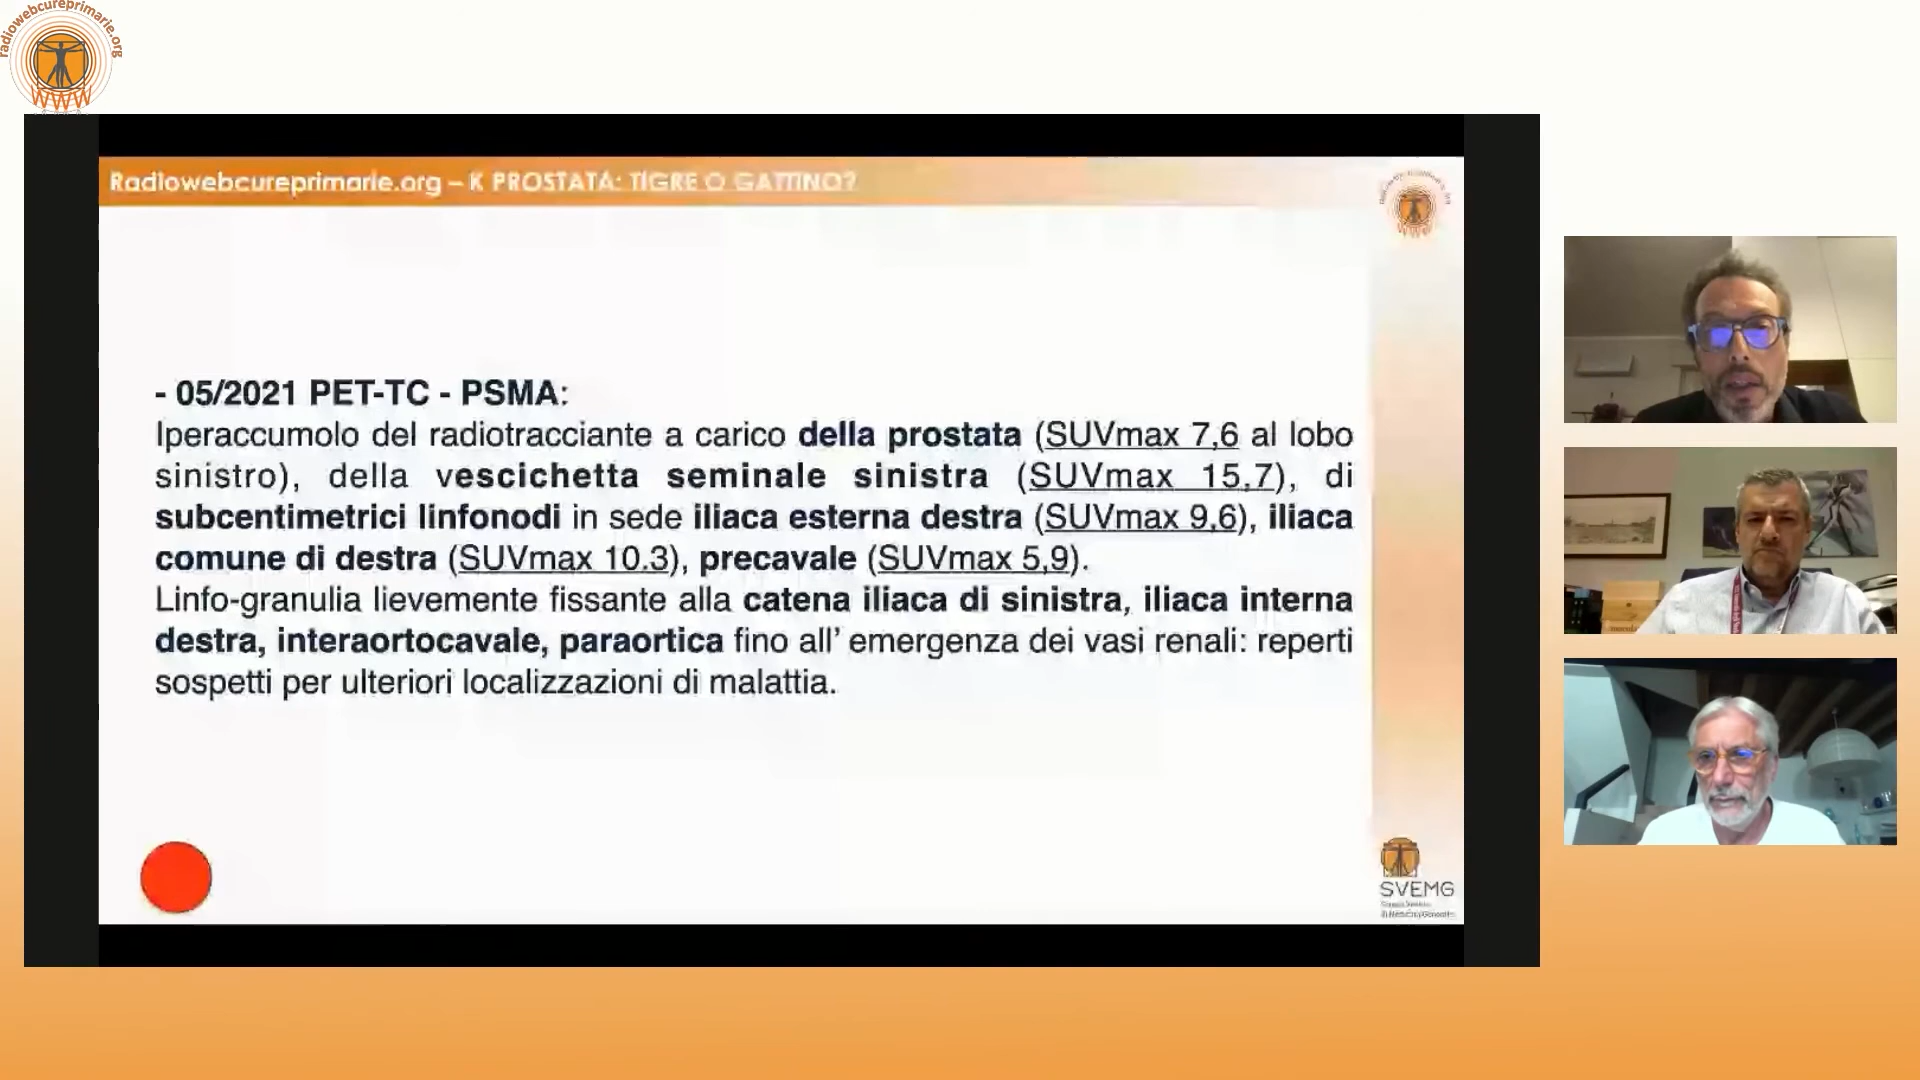 radiowebcureprimarie.org
WWW
Radiowebcureprimarie.org – K PROSTATA: TIGRE O GATTINO?
- 05/2021 PET-TC - PSMA:
Iperaccumolo del radiotracciante a carico della prostata (SUVmax 7,6 al lobo
sinistro), della vescichetta seminale sinistra (SUVmax 15,7), di
subcentimetrici linfonodi in sede iliaca esterna destra (SUVmax 9,6), iliaca
comune di destra (SUVmax 10.3), precavale (SUVmax 5,9).
Linfo-granulia lievemente fissante alla catena iliaca di sinistra, iliaca interna
destra, interaortocavale, paraortica fino all' emergenza dei vasi renali: reperti
sospetti per ulteriori localizzazioni di malattia.
SVEMG